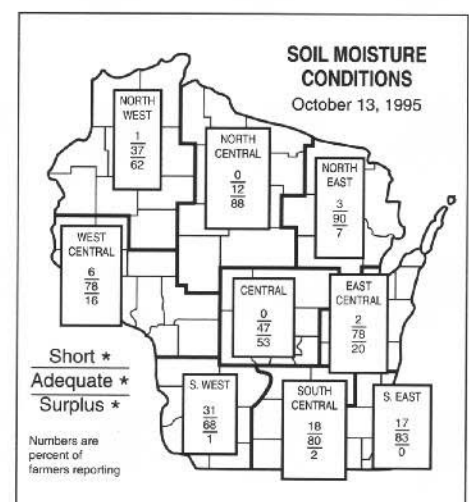 SOIL MOISTURE
CONDITIONS
October 13, 1995
NORTH
WEST
1
37
62
NORTH
CENTRAL
0
12
88
NORTH
EAST
3
90
7
WEST
CENTRAL
6
78
16
CENTRAL
0
47
53
EAST
CENTRAL
2
78
20
Short *
Adequate *
Surplus *
S. WEST
31
68
1
SOUTH
CENTRAL
18
80
2
S. EAST
17
83
0
Numbers are
percent of
farmers reporting